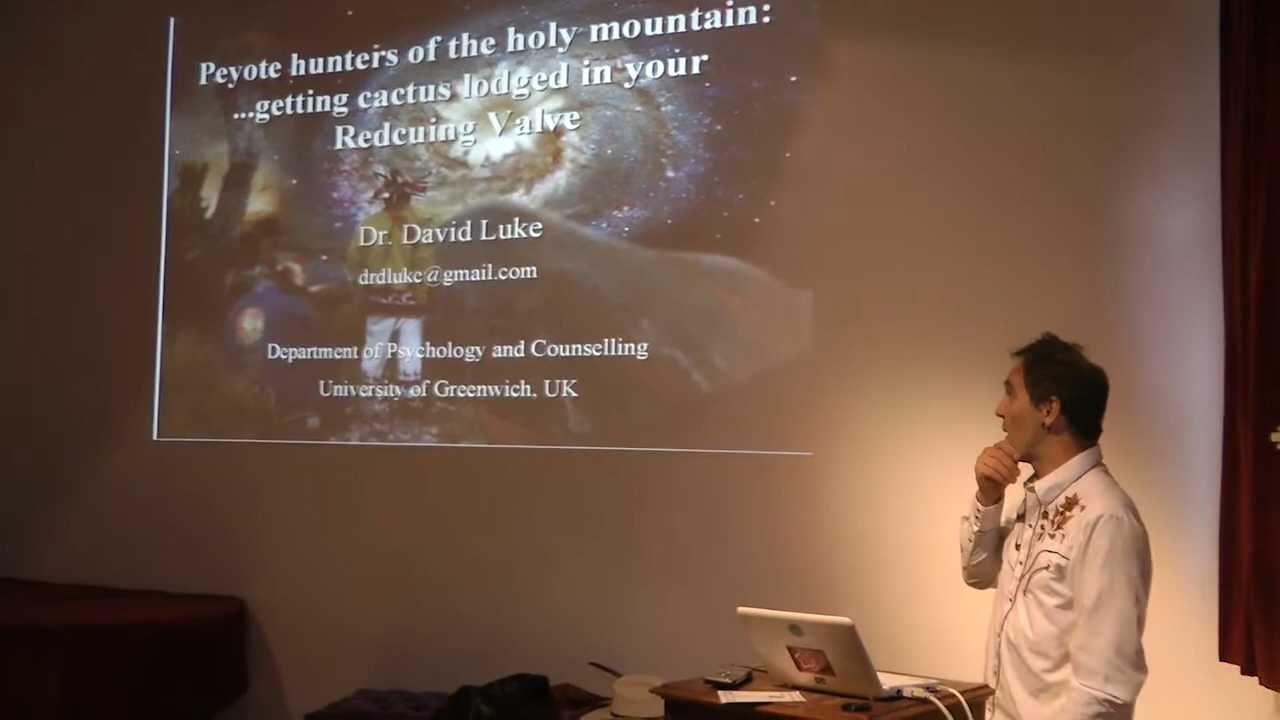 Peyote hunters of the holy mountain:
...getting cactus lodged in your
Redcuing Valve
Dr. David Luke
drdluke@gmail.com
Department of Psychology and Counselling
University of Greenwich, UK